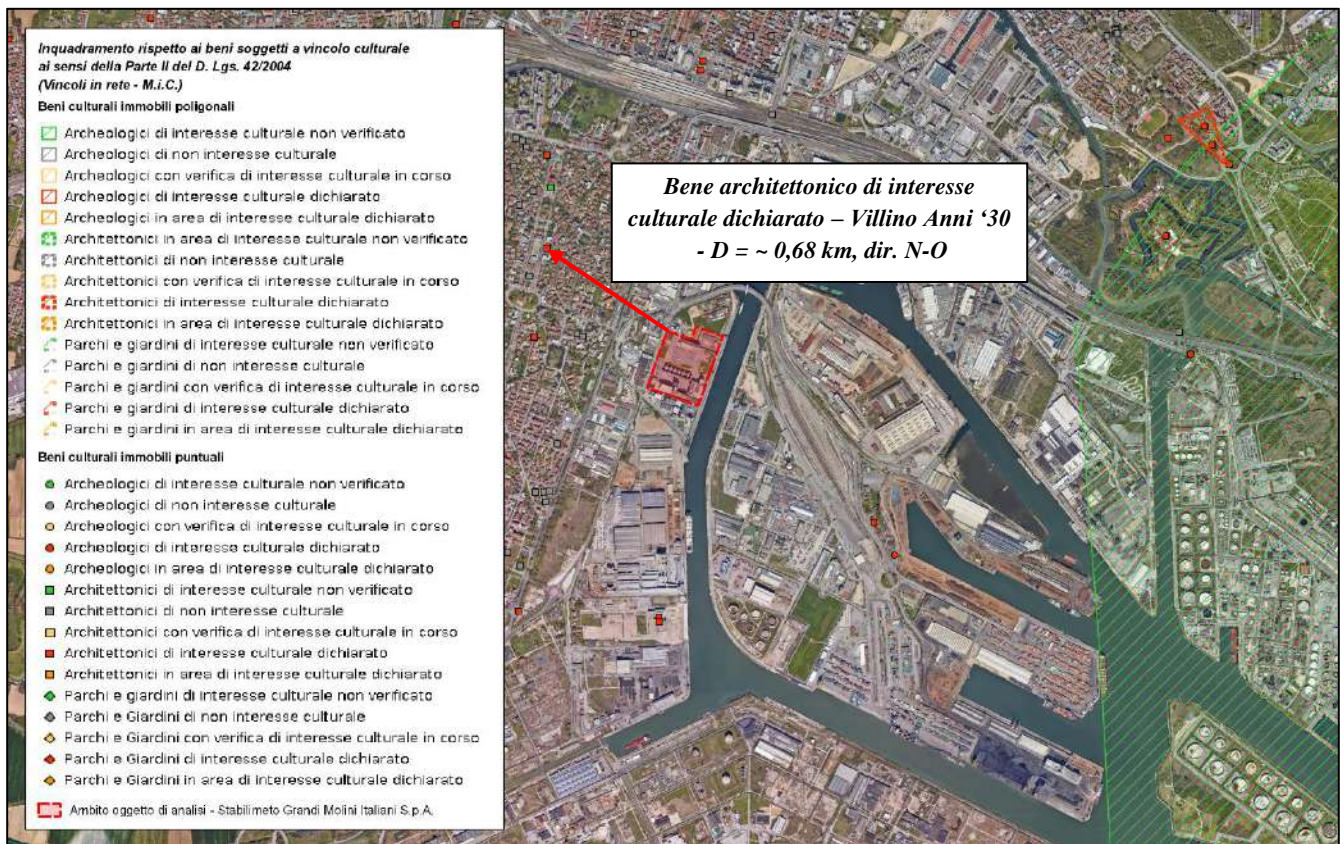 Inquadramento rispetto ai beni soggetti a vincolo culturale
ai sensi della Parte II del D. Lgs. 42/2004
(Vincoli in rete - M.i.C.)
Beni culturali immobili poligonali
Archeologici di interesse culturale non verificato
Archeologici di non interesse culturale
Archeologici con verifica di interesse culturale in corso
Archeologici di interesse culturale dichiarato
Archeologici in area di interesse culturale dichiarato
Architettonici in area di interesse culturale non verificato
Architettonici di non interesse culturale
Architettonici con verifica di interesse culturale in corso
Architettonici di interesse culturale dichiarato
Architettonici in area di interesse culturale dichiarato
Parchi e giardini di interesse culturale non verificato
Parchi e giardini di non interesse culturale
Parchi e giardini con verifica di interesse culturale in corso
Parchi e giardini di interesse culturale dichiarato
Parchi e giardini in area di interesse culturale dichiarato
Beni culturali immobili puntuali
Archeologici di interesse culturale non verificato
Archeologici di non interesse culturale
Archeologici con verifica di interesse culturale in corso
Archeologici di interesse culturale dichiarato
Archeologici in area di interesse culturale dichiarato
Architettonici di interesse culturale non verificato
Architettonici di non interesse culturale
Architettonici con verifica di interesse culturale in corso
Architettonici di interesse culturale dichiarato
Architettonici in area di interesse culturale dichiarato
Parchi e giardini di interesse culturale non verificato
Parchi e Giardini di non interesse culturale
Parchi e Giardini con verifica di interesse culturale in corso
Parchi e Giardini di interesse culturale dichiarato
Parchi e Giardini in area di interesse culturale dichiarato
Ambito oggetto di analisi - Stabilimeto Grandi Molini Italiani S.p.A.
Bene architettonico di interesse
culturale dichiarato – Villino Anni ‘30
- D = ~ 0,68 km, dir. N-O